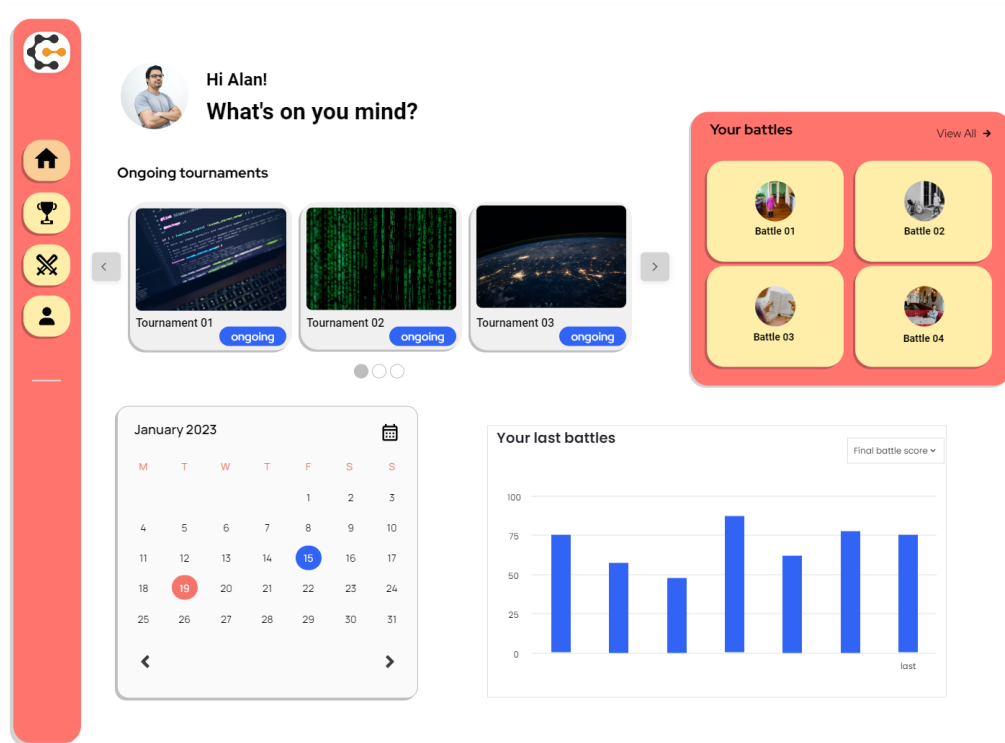 Hi Alan!
What's on you mind?
Ongoing tournaments
Tournament 01
ongoing
Tournament 02
ongoing
Tournament 03
ongoing
Your battles
View All →
Battle 01
Battle 02
Battle 03
Battle 04
January 2023
M T W T F S S
1 2 3
4 5 6 7 8 9 10
11 12 13 14 15 16 17
18 19 20 21 22 23 24
25 26 27 28 29 30 31
Your last battles
Final battle score
100
75
50
25
0
last